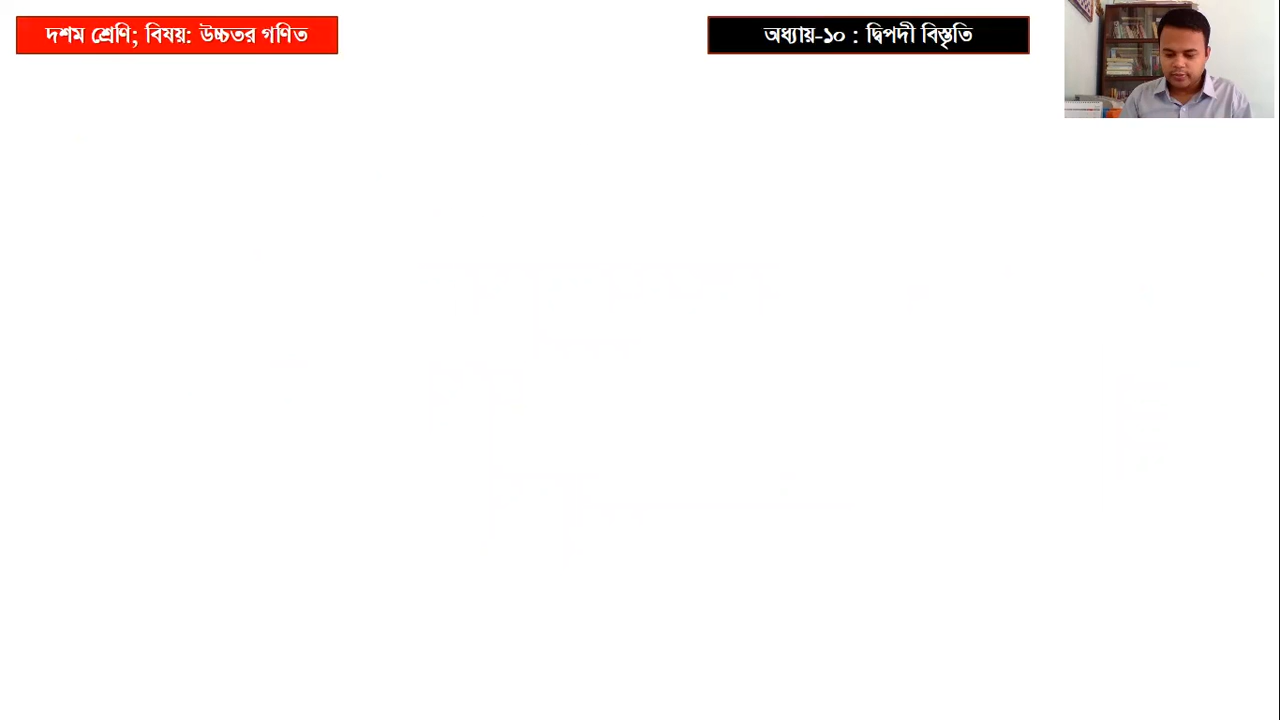 দশম শ্রেণি; বিষয়: উচ্চতর গণিত
অধ্যায়-১০ : দ্বিপদী বিস্তৃতি